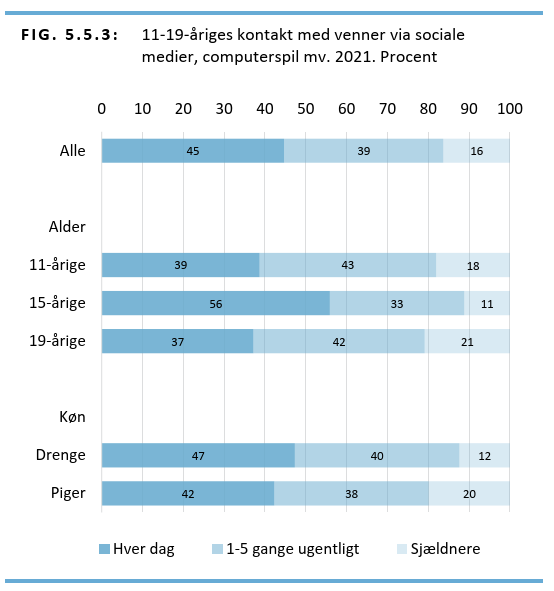 FIG. 5.5.3: 11-19-åriges kontakt med venner via sociale
medier, computerspil mv. 2021. Procent
0 10 20 30 40 50 60 70 80 90 100
Alle 45 39 16
Alder
11-årige 39 43 18
15-årige 56 33 11
19-årige 37 42 21
Køn
Drenge 47 40 12
Piger 42 38 20
Hver dag 1-5 gange ugentligt Sjældnere